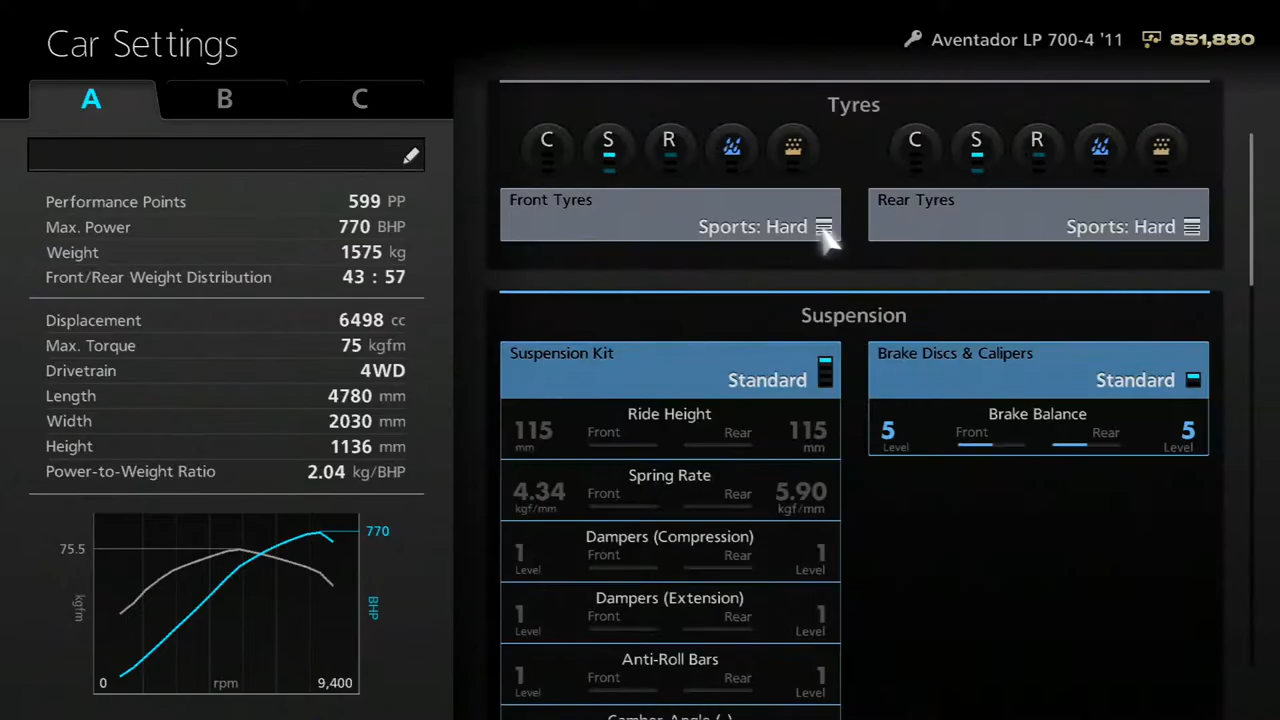 Car Settings
Aventador LP 700-4 '11
851,880
A
B
C
Performance Points 599 PP
Max. Power 770 BHP
Weight 1575 kg
Front/Rear Weight Distribution 43 : 57
Displacement 6498 cc
Max. Torque 75 kgfm
Drivetrain 4WD
Length 4780 mm
Width 2030 mm
Height 1136 mm
Power-to-Weight Ratio 2.04 kg/BHP
770
75.5
kgfm
BHP
0 rpm 9,400
Tyres
C S R
C S R
Front Tyres
Sports: Hard
Rear Tyres
Sports: Hard
Suspension
Suspension Kit
Standard
Ride Height
115 mm Front Rear 115 mm
Spring Rate
4.34 kgf/mm Front Rear 5.90 kgf/mm
Dampers (Compression)
1 Level Front Rear 1 Level
Dampers (Extension)
1 Level Front Rear 1 Level
Anti-Roll Bars
1 Level Front Rear 1 Level
Camber Angle (-)
Brake Discs & Calipers
Standard
Brake Balance
5 Level Front Rear 5 Level